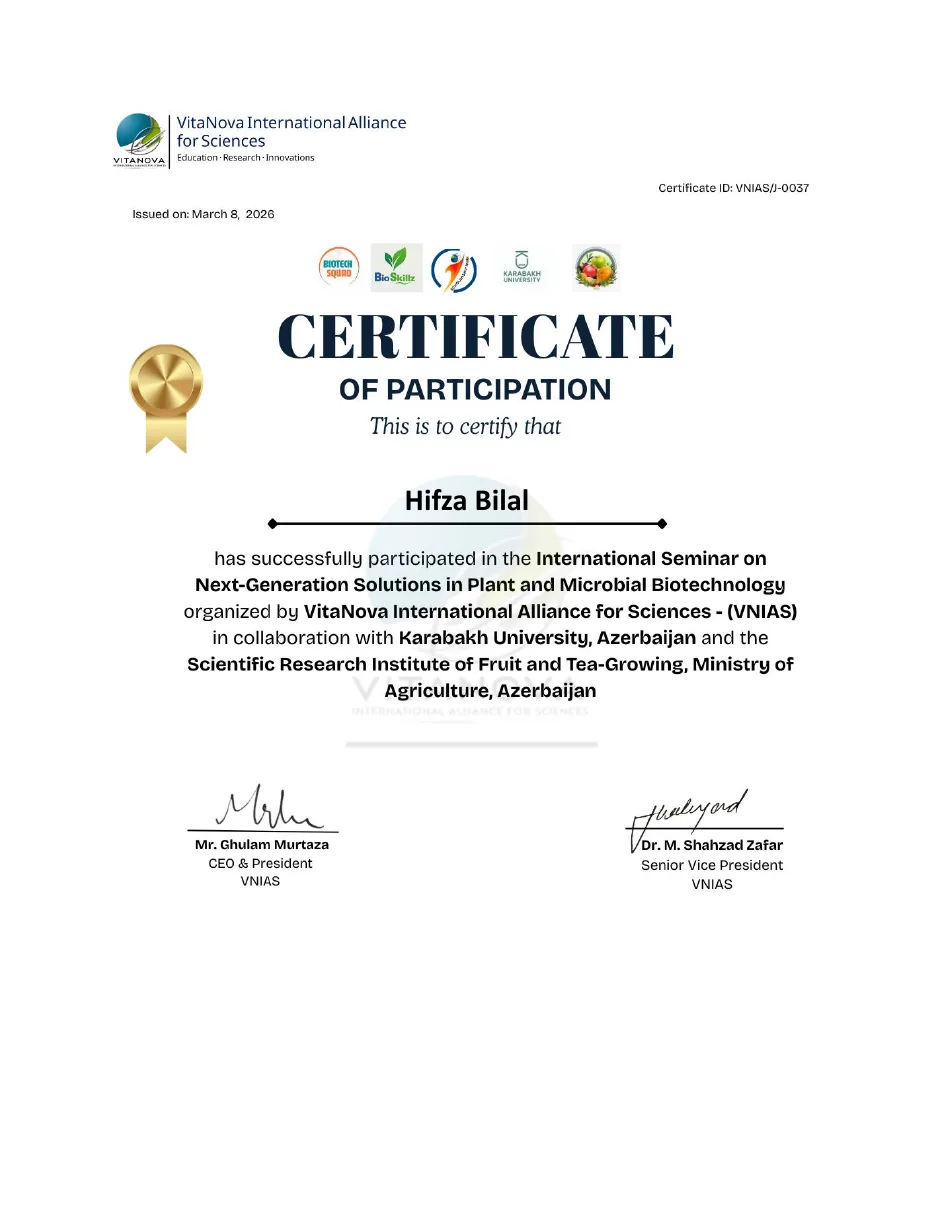 VitaNova International Alliance
for Sciences
Education · Research · Innovations
VITANOVA
INTERNATIONAL ALLIANCE FOR SCIENCES
Certificate ID: VNIAS/J-0037
Issued on: March 8,  2026
BIOTECH
SQUAD
BioSkillz
KARABAKH
UNIVERSITY
CERTIFICATE
OF PARTICIPATION
This is to certify that
Hifza Bilal
has successfully participated in the International Seminar on
Next-Generation Solutions in Plant and Microbial Biotechnology
organized by VitaNova International Alliance for Sciences - (VNIAS)
in collaboration with Karabakh University, Azerbaijan and the
Scientific Research Institute of Fruit and Tea-Growing, Ministry of
Agriculture, Azerbaijan
VITANOVA
INTERNATIONAL ALLIANCE FOR SCIENCES
Mr. Ghulam Murtaza
CEO & President
VNIAS
Dr. M. Shahzad Zafar
Senior Vice President
VNIAS